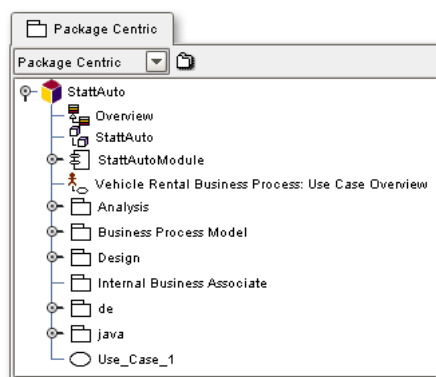 Package Centric
Package Centric
StattAuto
Overview
StattAuto
StattAutoModule
Vehicle Rental Business Process: Use Case Overview
Analysis
Business Process Model
Design
Internal Business Associate
de
java
Use_Case_1